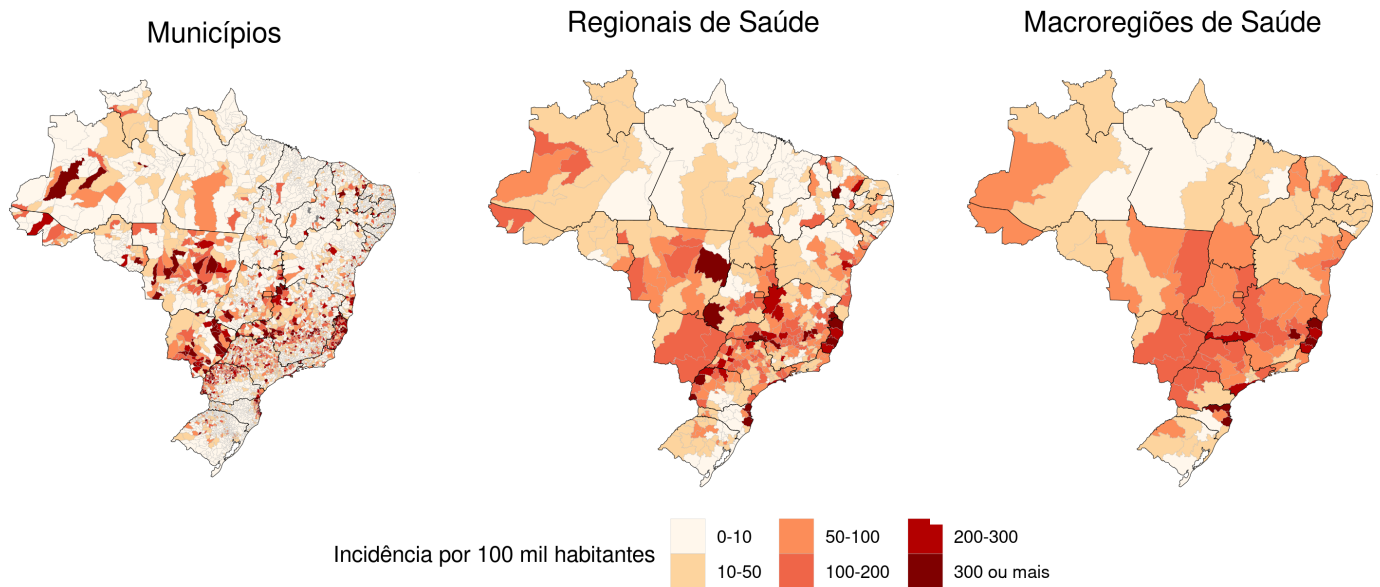 Municípios
Regionais de Saúde
Macroregiões de Saúde
Incidência por 100 mil habitantes
0-10
50-100
200-300
10-50
100-200
300 ou mais